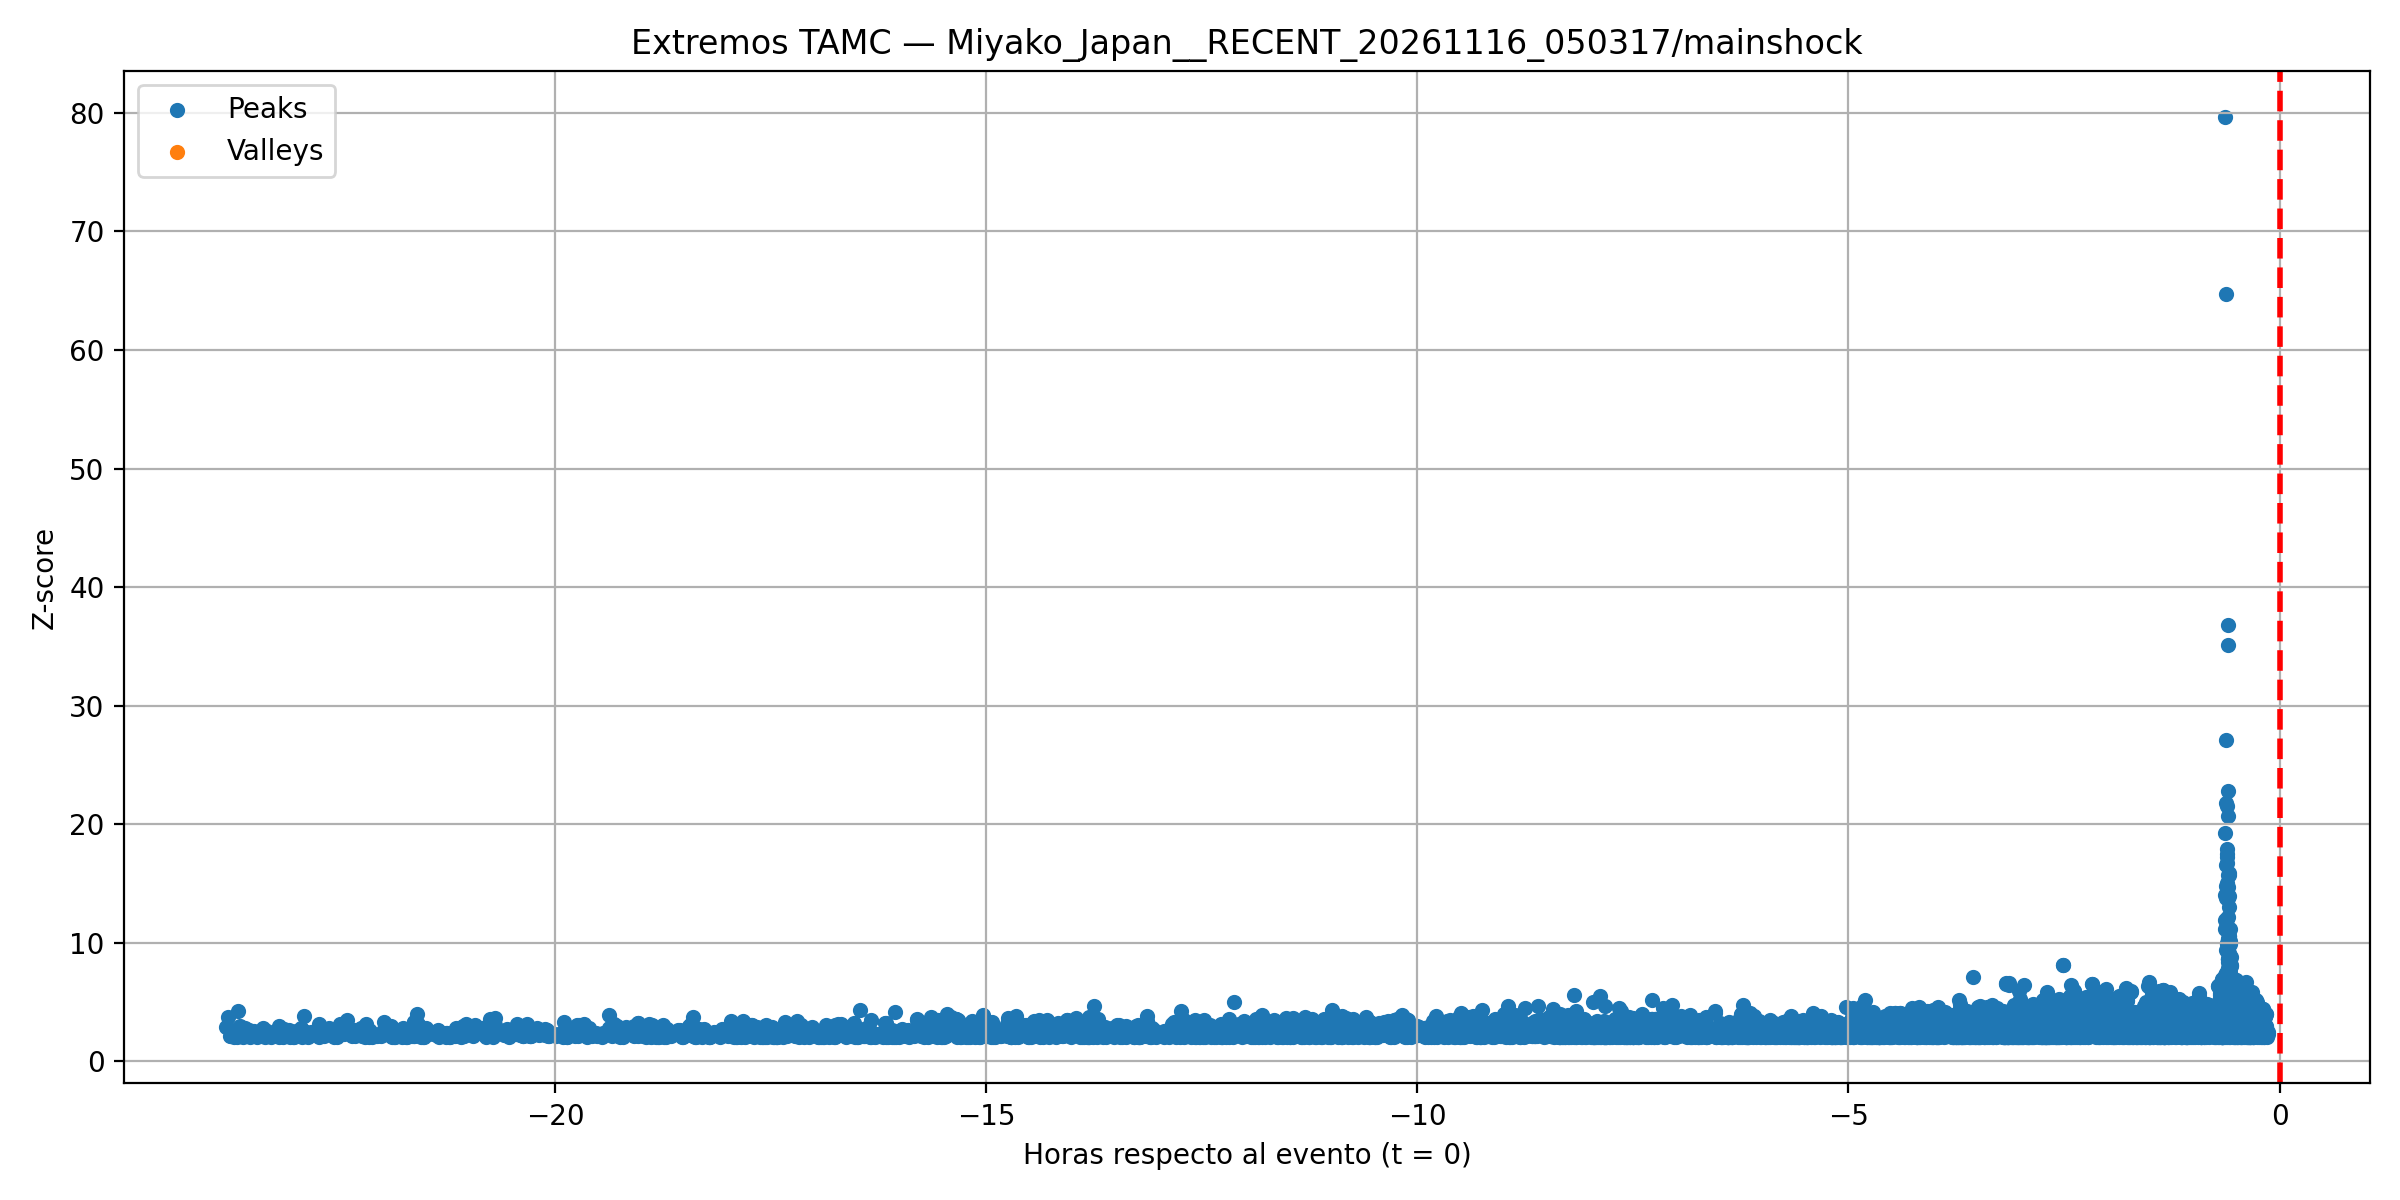 Extremos TAMC — Miyako_Japan__RECENT_20261116_050317/mainshock
Peaks
Valleys
80
70
60
50
40
30
20
10
0
Z-score
−20
−15
−10
−5
0
Horas respecto al evento (t = 0)